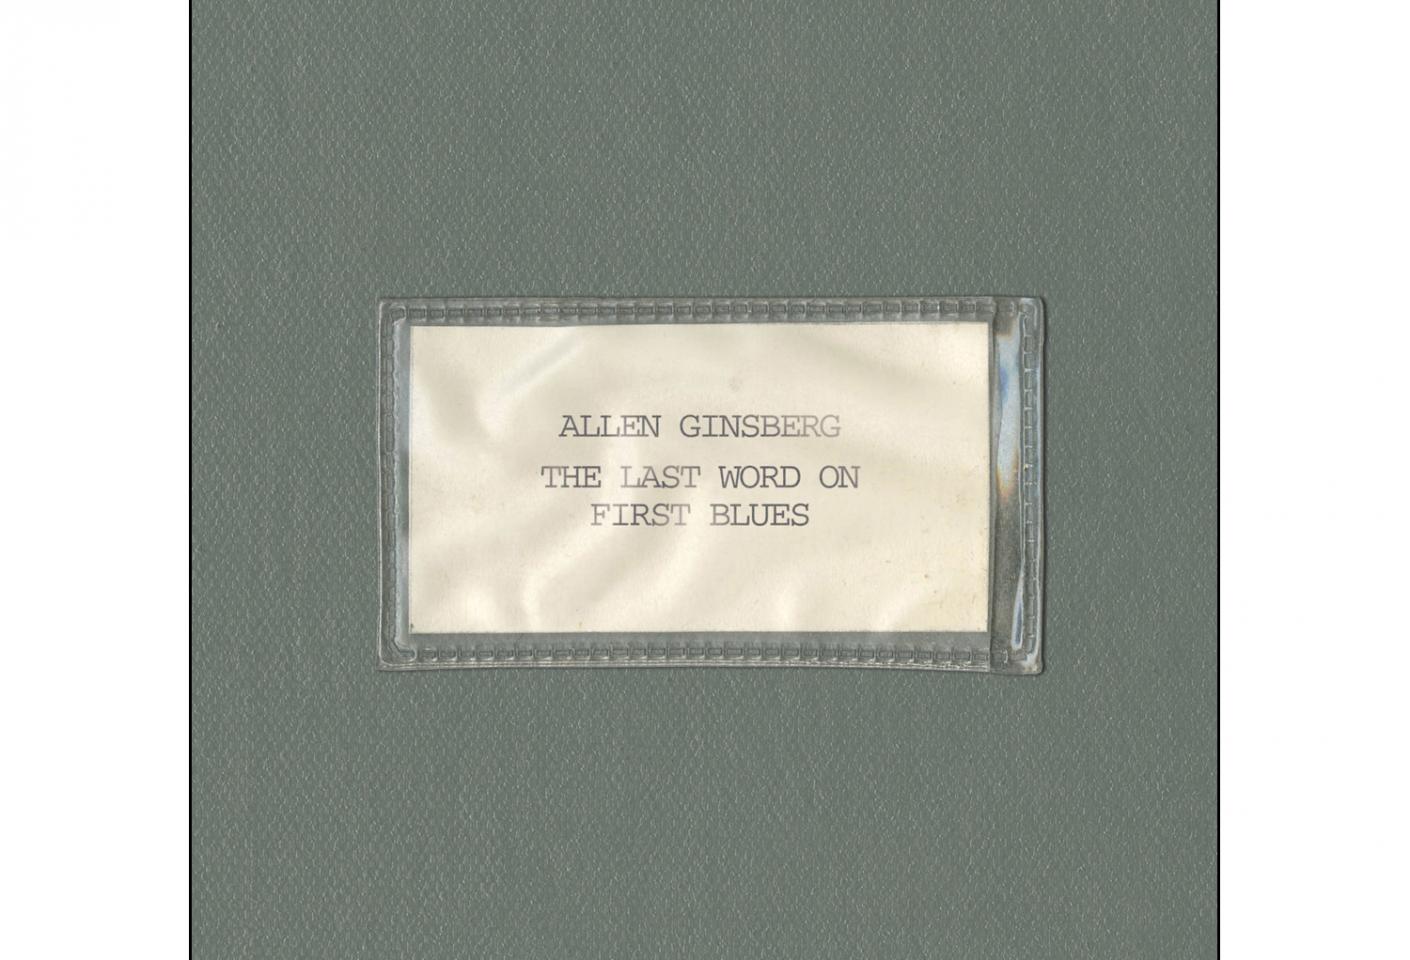 ALLEN GINSBERG
THE LAST WORD ON
FIRST BLUES